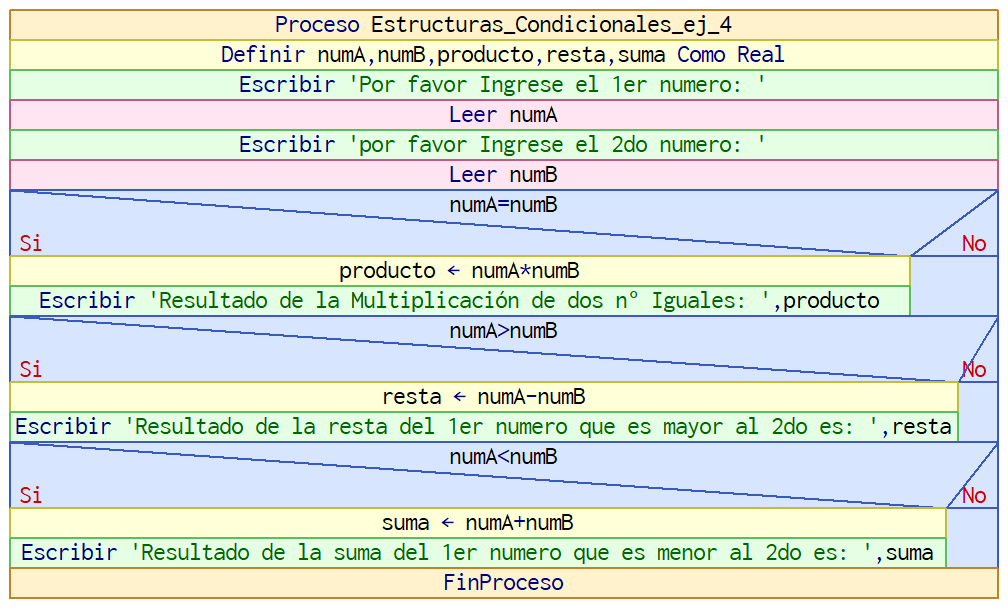 Proceso Estructuras_Condicionales_ej_4
Definir numA,numB,producto,resta,suma Como Real
Escribir 'Por favor Ingrese el 1er numero: '
Leer numA
Escribir 'por favor Ingrese el 2do numero: '
Leer numB
numA=numB
Si No
producto ← numA*numB
Escribir 'Resultado de la Multiplicación de dos n° Iguales: ',producto
numA>numB
Si No
resta ← numA-numB
Escribir 'Resultado de la resta del 1er numero que es mayor al 2do es: ',resta
numA<numB
Si No
suma ← numA+numB
Escribir 'Resultado de la suma del 1er numero que es menor al 2do es: ',suma
FinProceso